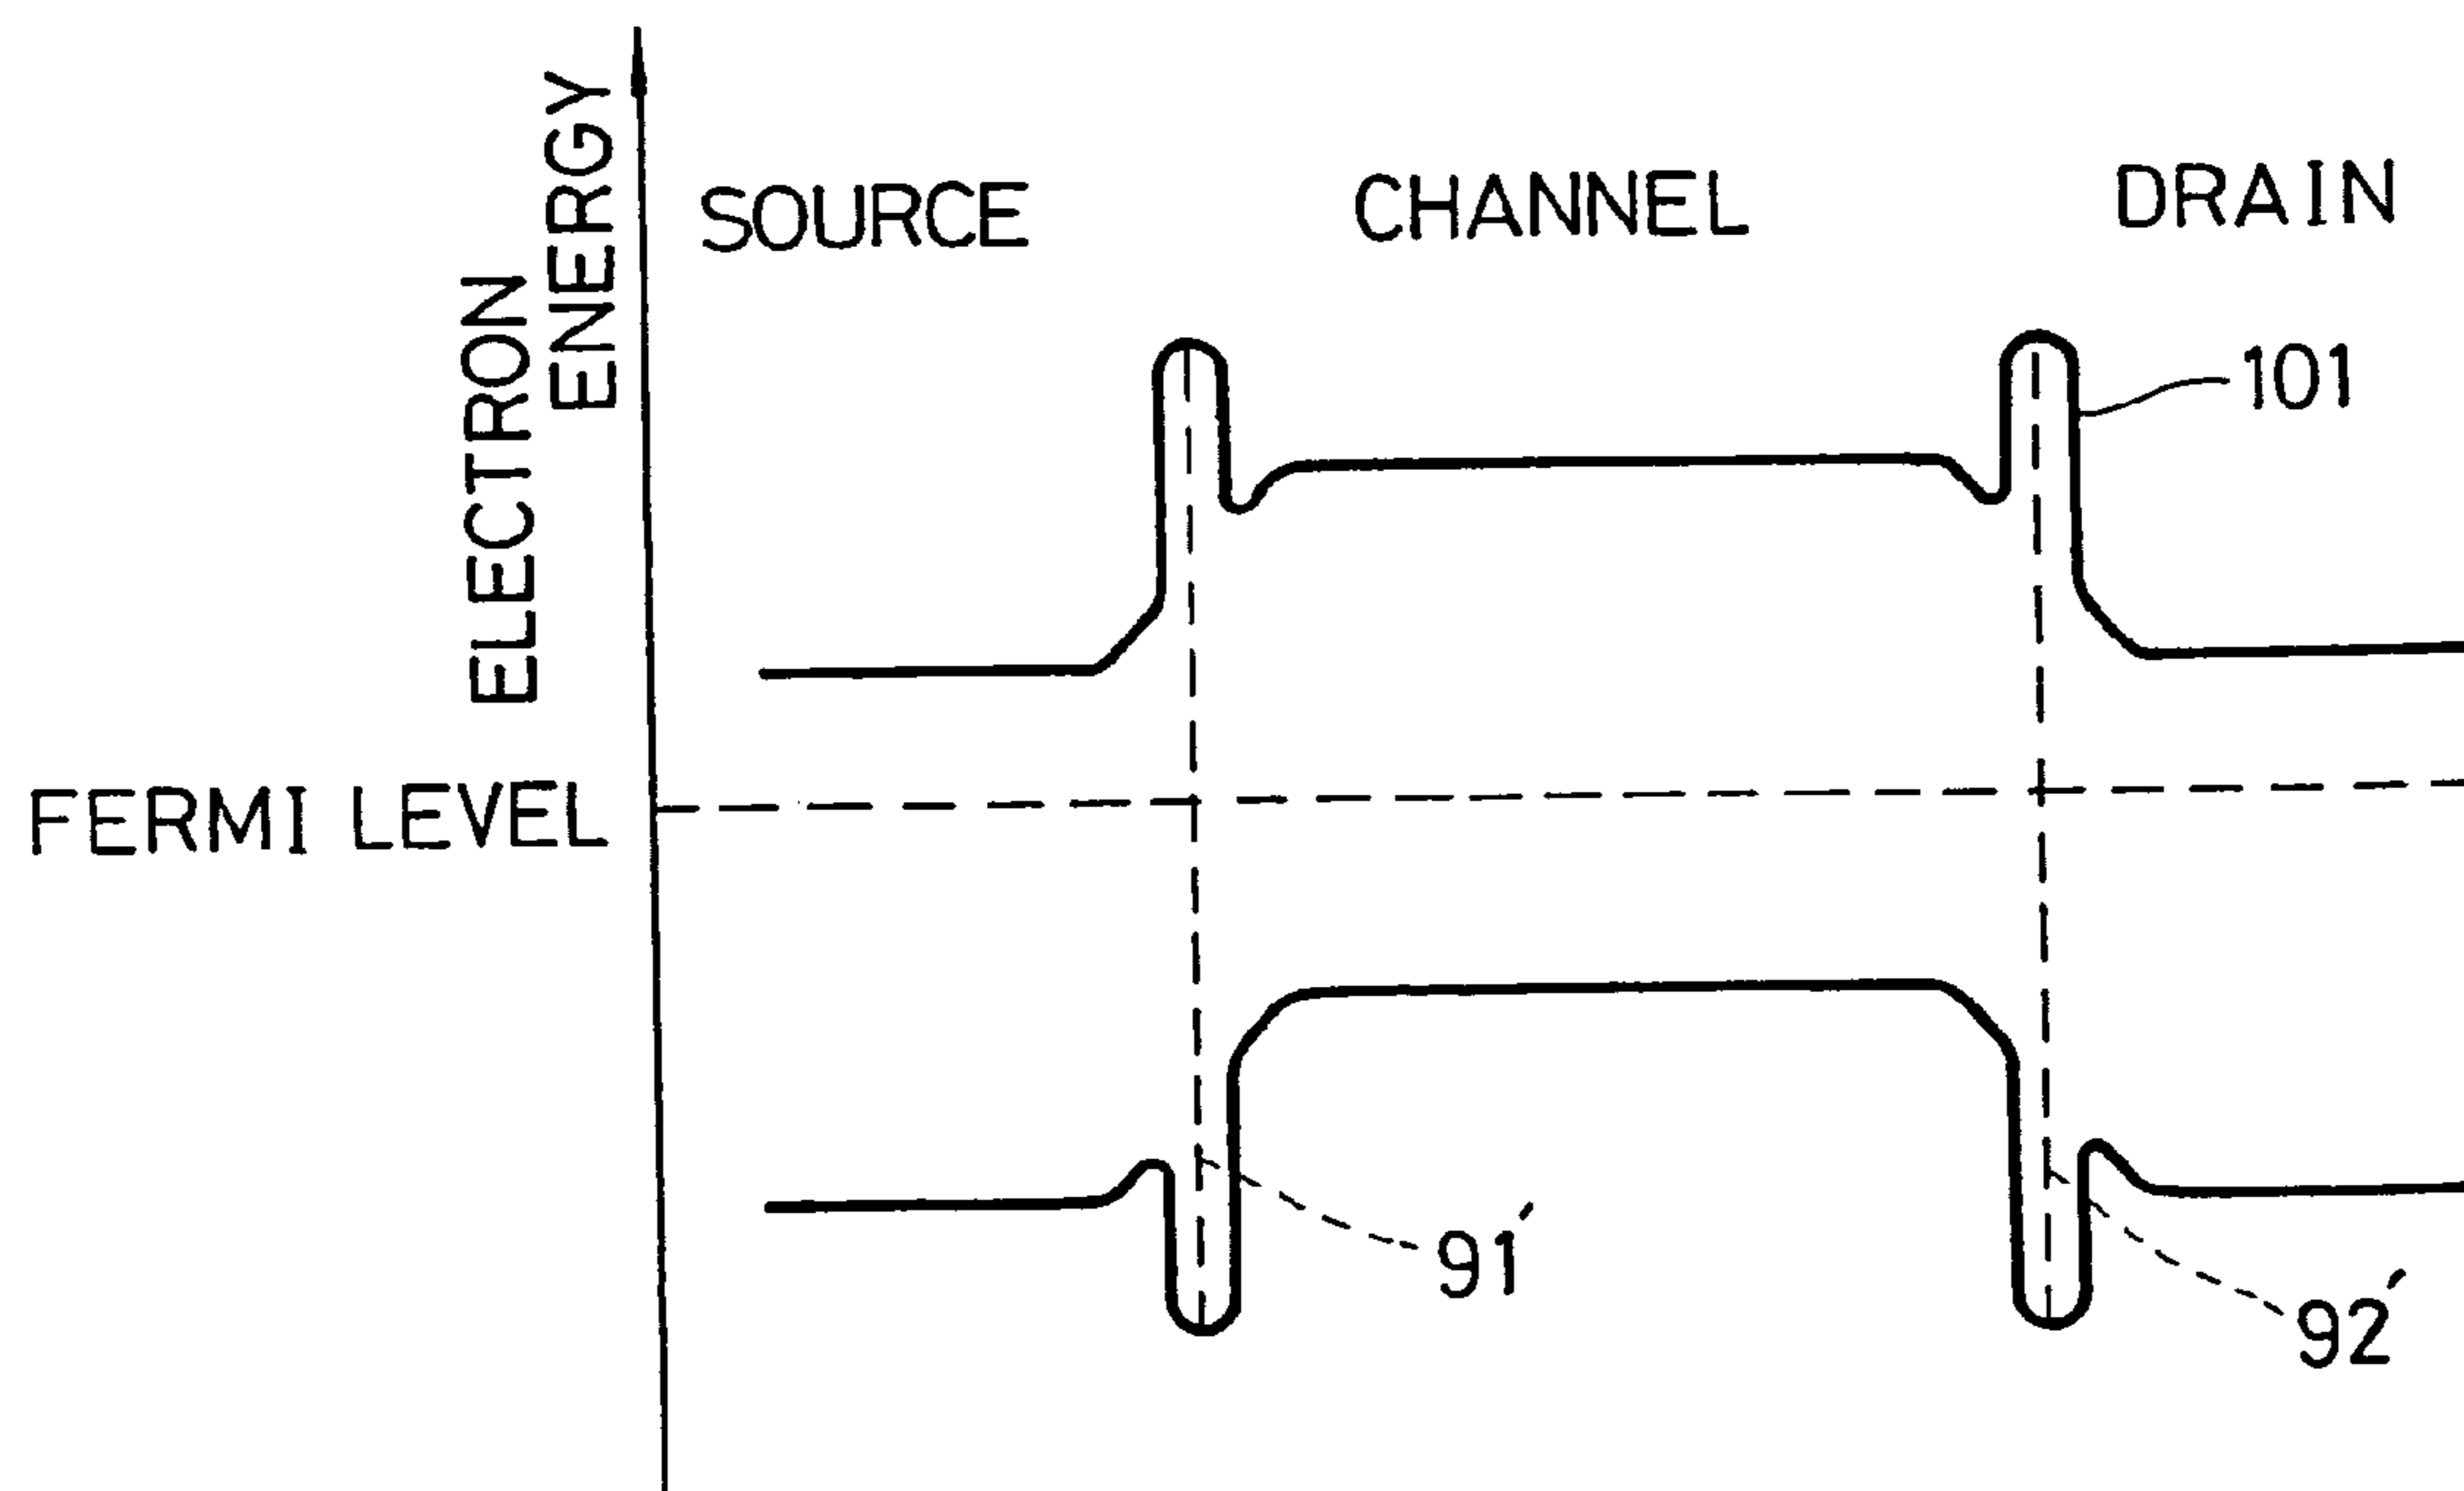 ELECTRON
ENERGY
SOURCE
CHANNEL
DRAIN
101
FERMI LEVEL
91′
92′